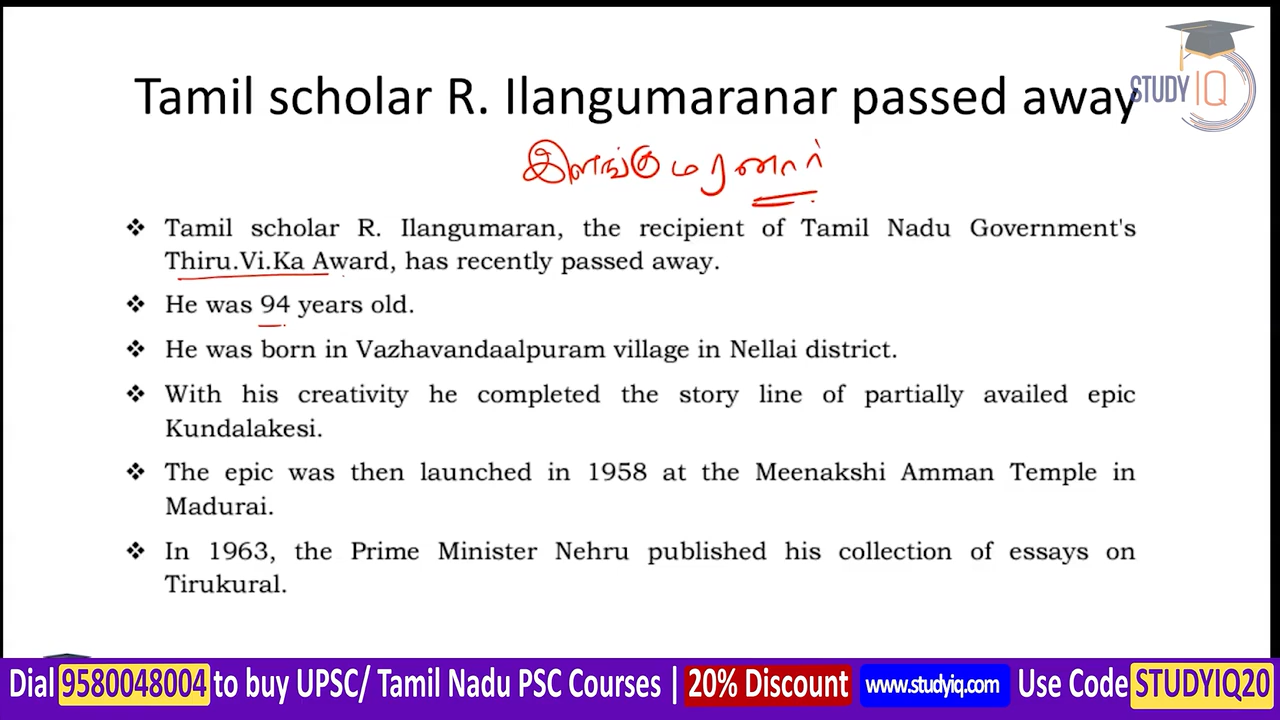 Tamil scholar R. Ilangumaranar passed away
STUDY IQ
இளங்குமரனார்
❖ Tamil scholar R. Ilangumaran, the recipient of Tamil Nadu Government's
Thiru.Vi.Ka Award, has recently passed away.
❖ He was 94 years old.
❖ He was born in Vazhavandaalpuram village in Nellai district.
❖ With his creativity he completed the story line of partially availed epic
Kundalakesi.
❖ The epic was then launched in 1958 at the Meenakshi Amman Temple in
Madurai.
❖ In 1963, the Prime Minister Nehru published his collection of essays on
Tirukural.
Dial 9580048004 to buy UPSC/ Tamil Nadu PSC Courses | 20% Discount www.studyiq.com Use Code STUDYIQ20